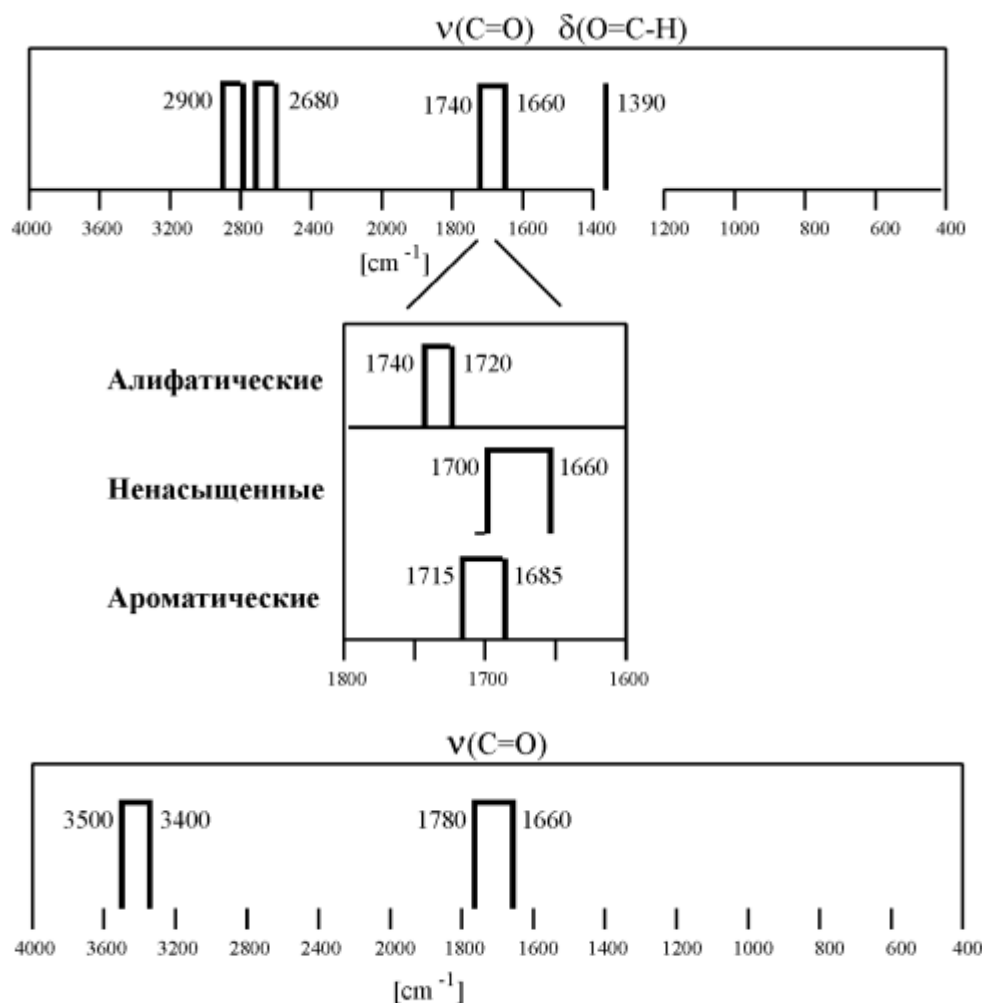 ν(C=O) δ(O=C-H)
2900 2680 1740 1660 1390
4000 3600 3200 2800 2400 2000 1800 1600 1400 1200 1000 800 600 400
[cm⁻¹]
Алифатические 1740 1720
Ненасыщенные 1700 1660
Ароматические 1715 1685
1800 1700 1600
ν(C=O)
3500 3400 1780 1660
4000 3600 3200 2800 2400 2000 1800 1600 1400 1200 1000 800 600 400
[cm⁻¹]